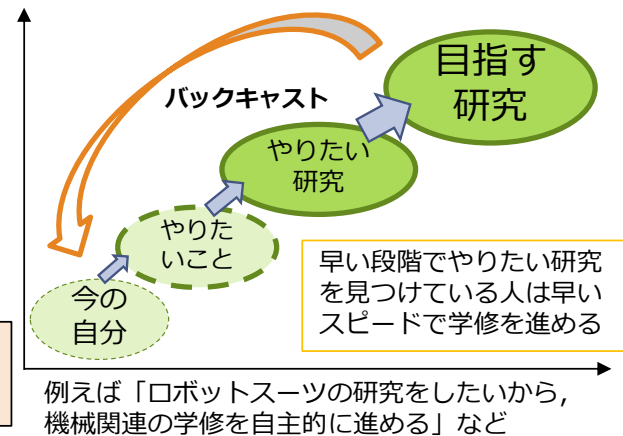 目指す
研究
バックキャスト
やりたい
研究
やりた
いこと
今の
自分
早い段階でやりたい研究
を見つけている人は早い
スピードで学修を進める
例えば「ロボットスーツの研究をしたいから，
機械関連の学修を自主的に進める」など